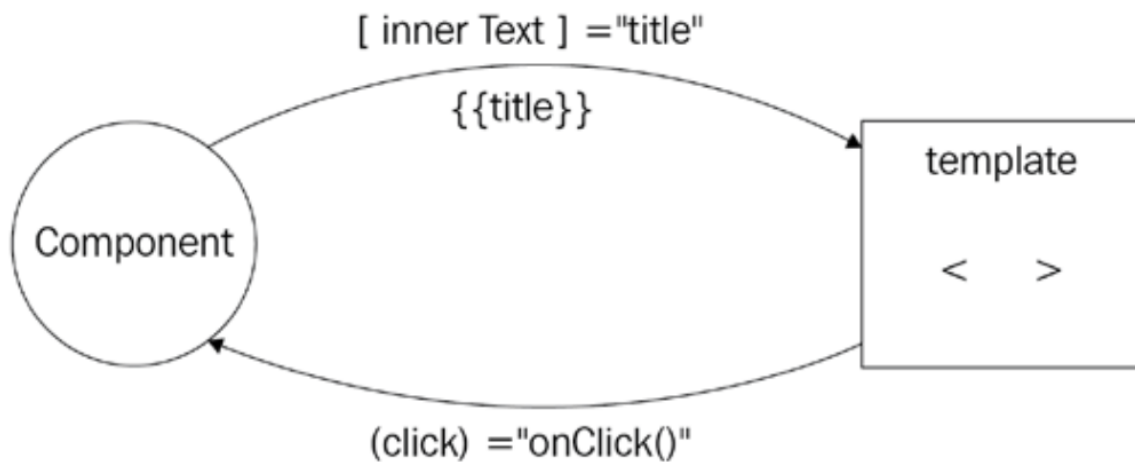 [ inner Text ] ="title"
{{title}}
template
Component
< >
(click) ="onClick()"